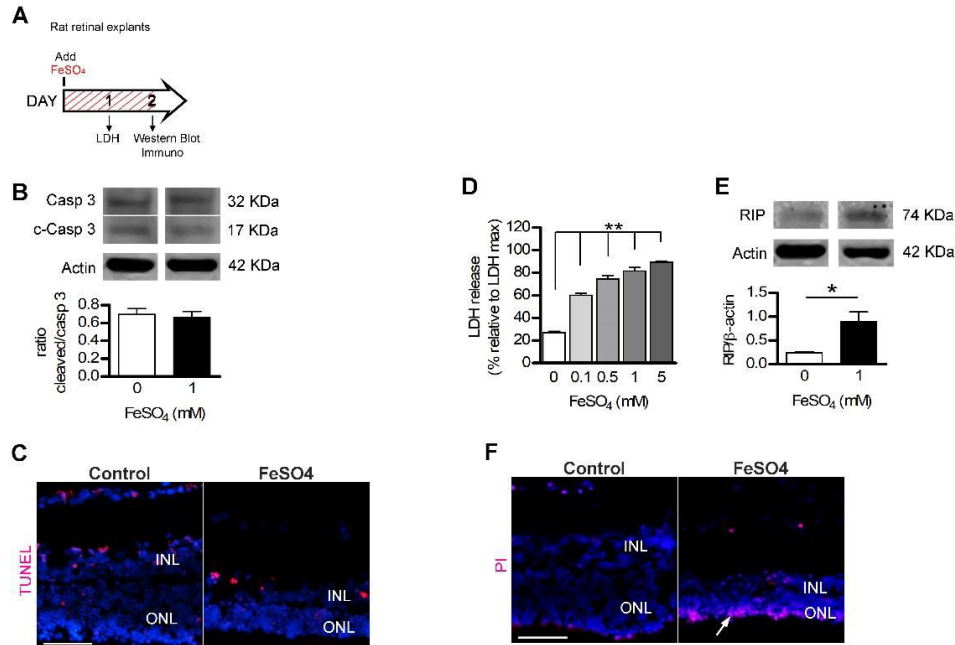 A
Rat retinal explants
Add
FeSO₄
DAY 1 2
LDH Western Blot
Immuno
B
Casp 3 32 KDa
c-Casp 3 17 KDa
Actin 42 KDa
ratio
cleaved/casp 3
0.8
0.6
0.4
0.2
0.0
0 1
FeSO₄ (mM)
C
Control FeSO4
TUNEL
INL
ONL
INL
ONL
D
LDH release
(% relative to LDH max)
120
100
80
60
40
20
0
**
0 0.1 0.5 1 5
FeSO₄ (mM)
E
RIP 74 KDa
Actin 42 KDa
RIP/β-actin
1.5
1.0
0.5
0.0
*
0 1
FeSO₄ (mM)
F
Control FeSO4
PI
INL
ONL
INL
ONL